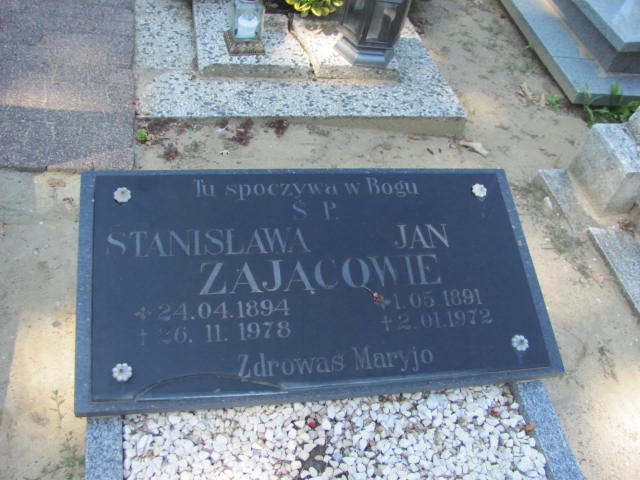 Tu spoczywa w Bogu
Ś. P.
STANISŁAWA JAN
ZAJĄCOWIE
24.04.1894 1.05.1891
† 26.11.1978 † 2.01.1972
Zdrowaś Maryjo